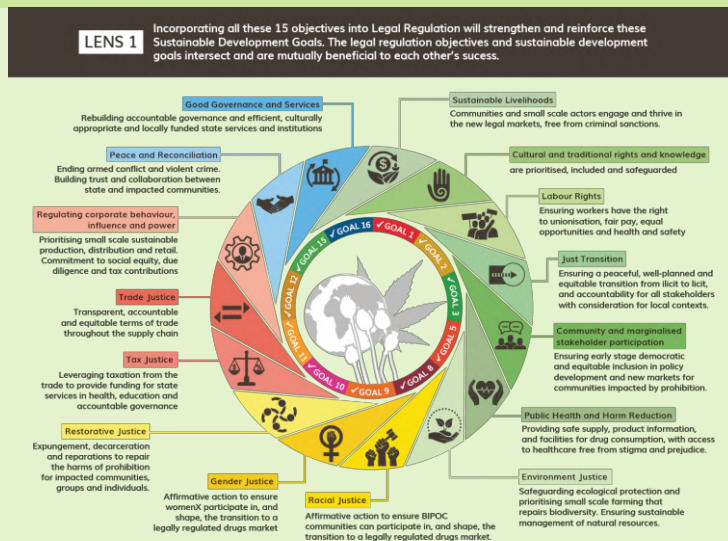 LENS 1
Incorporating all these 15 objectives into Legal Regulation will strengthen and reinforce these
Sustainable Development Goals. The legal regulation objectives and sustainable development
goals intersect and are mutually beneficial to each other's sucess.
Good Governance and Services
Rebuilding accountable governance and efficient, culturally
appropriate and locally funded state services and institutions
Peace and Reconciliation
Ending armed conflict and violent crime.
Building trust and collaboration between
state and impacted communities.
Regulating corporate behaviour,
influence and power
Prioritising small scale sustainable
production, distribution and retail.
Commitment to social equity, due
diligence and tax contributions
Trade Justice
Transparent, accountable
and equitable terms of trade
throughout the supply chain
Tax Justice
Leveraging taxation from the
trade to provide funding for state
services in health, education and
accountable governance
Restorative Justice
Expungement, decarceration
and reparations to repair
the harms of prohibition
for impacted communities,
groups and individuals.
Gender Justice
Affirmative action to ensure
womenX participate in, and
shape, the transition to a
legally regulated drugs market
Racial Justice
Affirmative action to ensure BIPOC
communities can participate in, and shape, the
transition to a legally regulated drugs market.
Sustainable Livelihoods
Communities and small scale actors engage and thrive in
the new legal markets, free from criminal sanctions.
Cultural and traditional rights and knowledge
are prioritised, included and safeguarded
Labour Rights
Ensuring workers have the right
to unionisation, fair pay, equal
opportunities and health and safety
Just Transition
Ensuring a peaceful, well-planned and
equitable transition from ilicit to licit,
and accountability for all stakeholders
with consideration for local contexts.
Community and marginalised
stakeholder participation
Ensuring early stage democratic
and equitable inclusion in policy
development and new markets for
communities impacted by prohibition.
Public Health and Harm Reduction
Providing safe supply, product information,
and facilities for drug consumption, with access
to healthcare free from stigma and prejudice.
Environment Justice
Safeguarding ecological protection and
prioritising small scale farming that
repairs biodiversity. Ensuring sustainable
management of natural resources.
✓GOAL 1
✓GOAL 2
✓GOAL 3
✓GOAL 5
✓GOAL 8
✓GOAL 9
✓GOAL 10
✓GOAL 11
✓GOAL 12
✓GOAL 15
✓GOAL 16